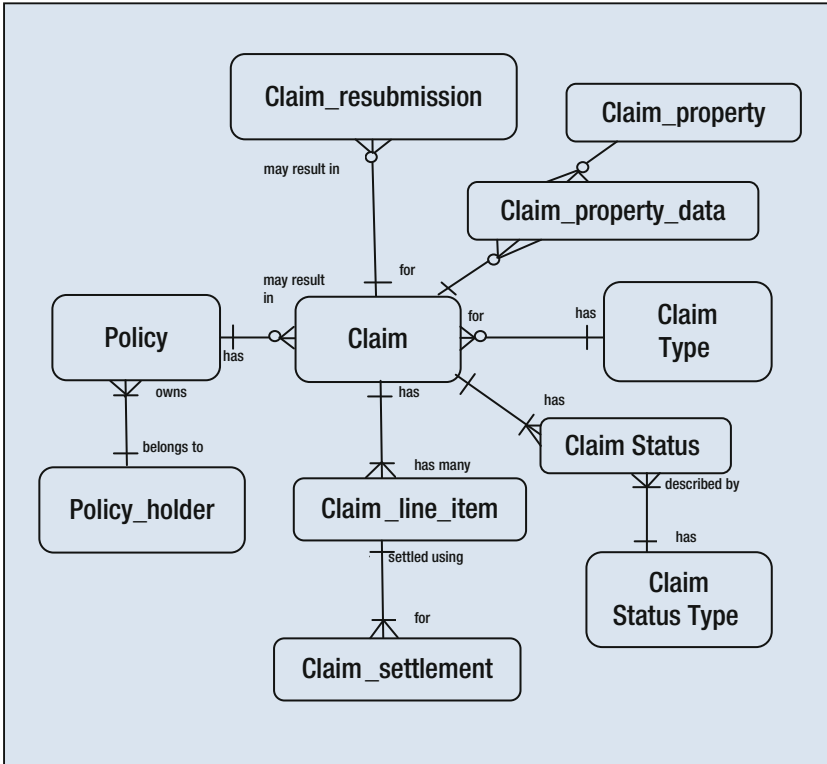 Claim_resubmission
Claim_property
may result in
Claim_property_data
for
may result
in
for
has
Policy
has
Claim
Claim
Type
owns
has
has
belongs to
Claim Status
has many
described by
Policy_holder
Claim_line_item
settled using
has
Claim
Status Type
for
Claim_settlement